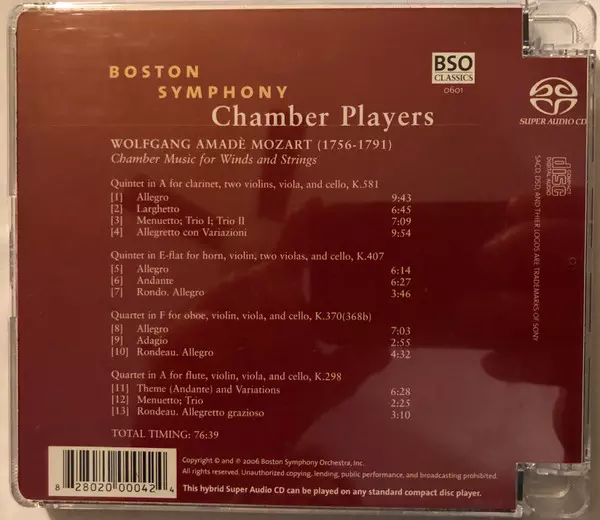 BOSTON
SYMPHONY
Chamber Players
BSO
CLASSICS
0601
SUPER AUDIO CD
WOLFGANG AMADÈ MOZART (1756-1791)
Chamber Music for Winds and Strings
Quintet in A for clarinet, two violins, viola, and cello, K.581
[1] Allegro 9:43
[2] Larghetto 6:45
[3] Menuetto; Trio I; Trio II 7:09
[4] Allegretto con Variazioni 9:54
Quintet in E-flat for horn, violin, two violas, and cello, K.407
[5] Allegro 6:14
[6] Andante 6:27
[7] Rondo. Allegro 3:46
Quartet in F for oboe, violin, viola, and cello, K.370(368b)
[8] Allegro 7:03
[9] Adagio 2:55
[10] Rondeau. Allegro 4:32
Quartet in A for flute, violin, viola, and cello, K.298
[11] Theme (Andante) and Variations 6:28
[12] Menuetto; Trio 2:25
[13] Rondeau. Allegretto grazioso 3:10
TOTAL TIMING: 76:39
COMPACT
disc
DIGITAL AUDIO
SACD, DSD, AND THIER LOGOS ARE TRADEMARKS OF SONY
8 28020 00042 4
Copyright © and ℗ 2006 Boston Symphony Orchestra, Inc.
All rights reserved. Unauthorized copying, lending, public performance, and broadcasting prohibited.
This hybrid Super Audio CD can be played on any standard compact disc player.